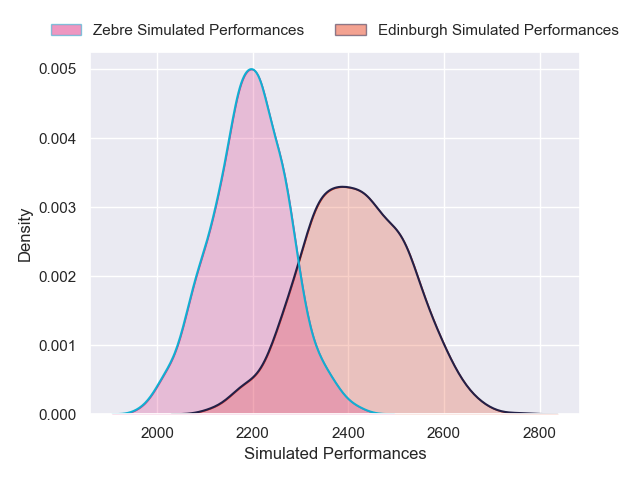 Zebre Simulated Performances Edinburgh Simulated Performances
0.005
0.004
0.003
0.002
0.001
0.000
Density
2000 2200 2400 2600 2800
Simulated Performances